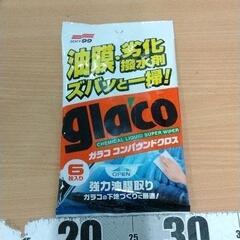 SOFT99
油膜・劣化
撥水剤
ズバッと一掃!
glaco
CHEMICAL LIQUID SUPER WIPER
ガラコ コンパウンドクロス
6枚入り
OPEN
強力油膜取り
ガラコの下地づくりに最適!
20
30